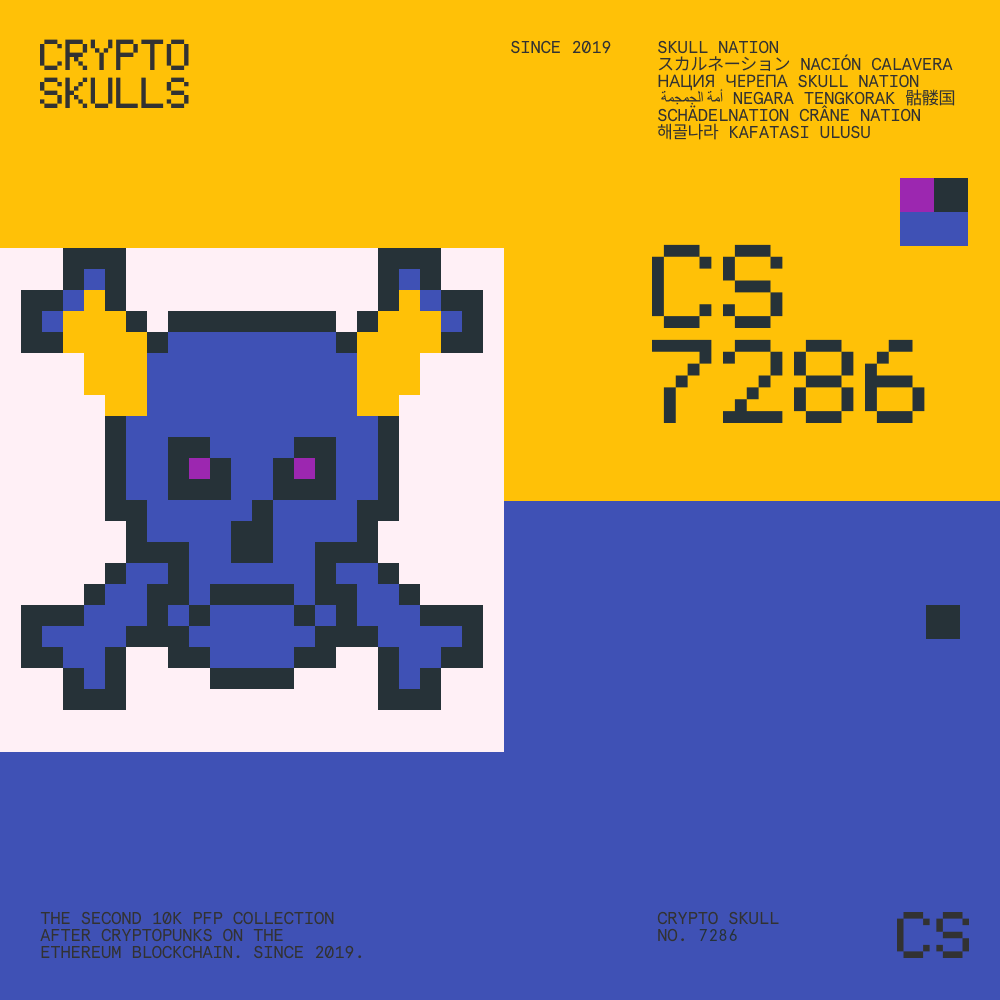 CRYPTO
SKULLS
SINCE 2019
SKULL NATION
スカルネーション NACIÓN CALAVERA
НАЦИЯ ЧЕРЕПА SKULL NATION
أمة الجمجمة NEGARA TENGKORAK 骷髅国
SCHÄDELNATION CRÂNE NATION
해골나라 KAFATASI ULUSU
CS
7286
THE SECOND 10K PFP COLLECTION
AFTER CRYPTOPUNKS ON THE
ETHEREUM BLOCKCHAIN. SINCE 2019.
CRYPTO SKULL
NO. 7286
CS